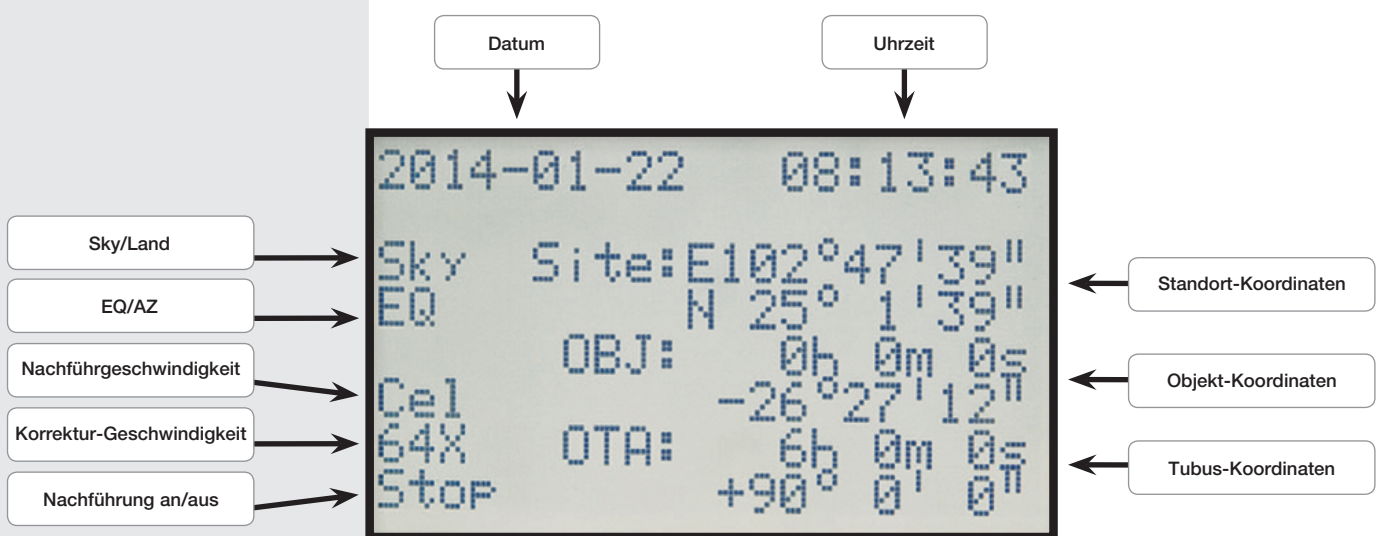 Datum Uhrzeit
2014-01-22 08:13:43
Sky/Land
Sky Site:E102°47'39"
Standort-Koordinaten
EQ/AZ
EQ N 25° 1'39"
Nachführgeschwindigkeit
OBJ: 0h 0m 0s
Objekt-Koordinaten
Cel -26°27'12"
Korrektur-Geschwindigkeit
64X OTA: 6h 0m 0s
Tubus-Koordinaten
Nachführung an/aus
Stop +90° 0' 0"